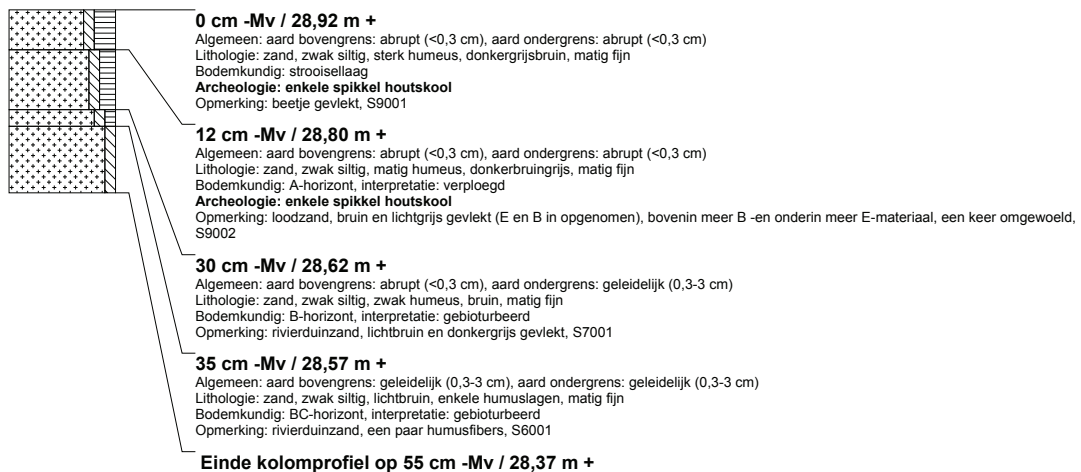 0 cm -Mv / 28,92 m +
Algemeen: aard bovengrens: abrupt (<0,3 cm), aard ondergrens: abrupt (<0,3 cm)
Lithologie: zand, zwak siltig, sterk humeus, donkergrijsbruin, matig fijn
Bodemkundig: strooisellaag
Archeologie: enkele spikkel houtskool
Opmerking: beetje gevlekt, S9001
12 cm -Mv / 28,80 m +
Algemeen: aard bovengrens: abrupt (<0,3 cm), aard ondergrens: abrupt (<0,3 cm)
Lithologie: zand, zwak siltig, matig humeus, donkerbruingrijs, matig fijn
Bodemkundig: A-horizont, interpretatie: verploegd
Archeologie: enkele spikkel houtskool
Opmerking: loodzand, bruin en lichtgrijs gevlekt (E en B in opgenomen), bovenin meer B -en onderin meer E-materiaal, een keer omgewoeld,
S9002
30 cm -Mv / 28,62 m +
Algemeen: aard bovengrens: abrupt (<0,3 cm), aard ondergrens: geleidelijk (0,3-3 cm)
Lithologie: zand, zwak siltig, zwak humeus, bruin, matig fijn
Bodemkundig: B-horizont, interpretatie: gebioturbeerd
Opmerking: rivierduinzand, lichtbruin en donkergrijs gevlekt, S7001
35 cm -Mv / 28,57 m +
Algemeen: aard bovengrens: geleidelijk (0,3-3 cm), aard ondergrens: geleidelijk (0,3-3 cm)
Lithologie: zand, zwak siltig, lichtbruin, enkele humuslagen, matig fijn
Bodemkundig: BC-horizont, interpretatie: gebioturbeerd
Opmerking: rivierduinzand, een paar humusfibers, S6001
Einde kolomprofiel op 55 cm -Mv / 28,37 m +